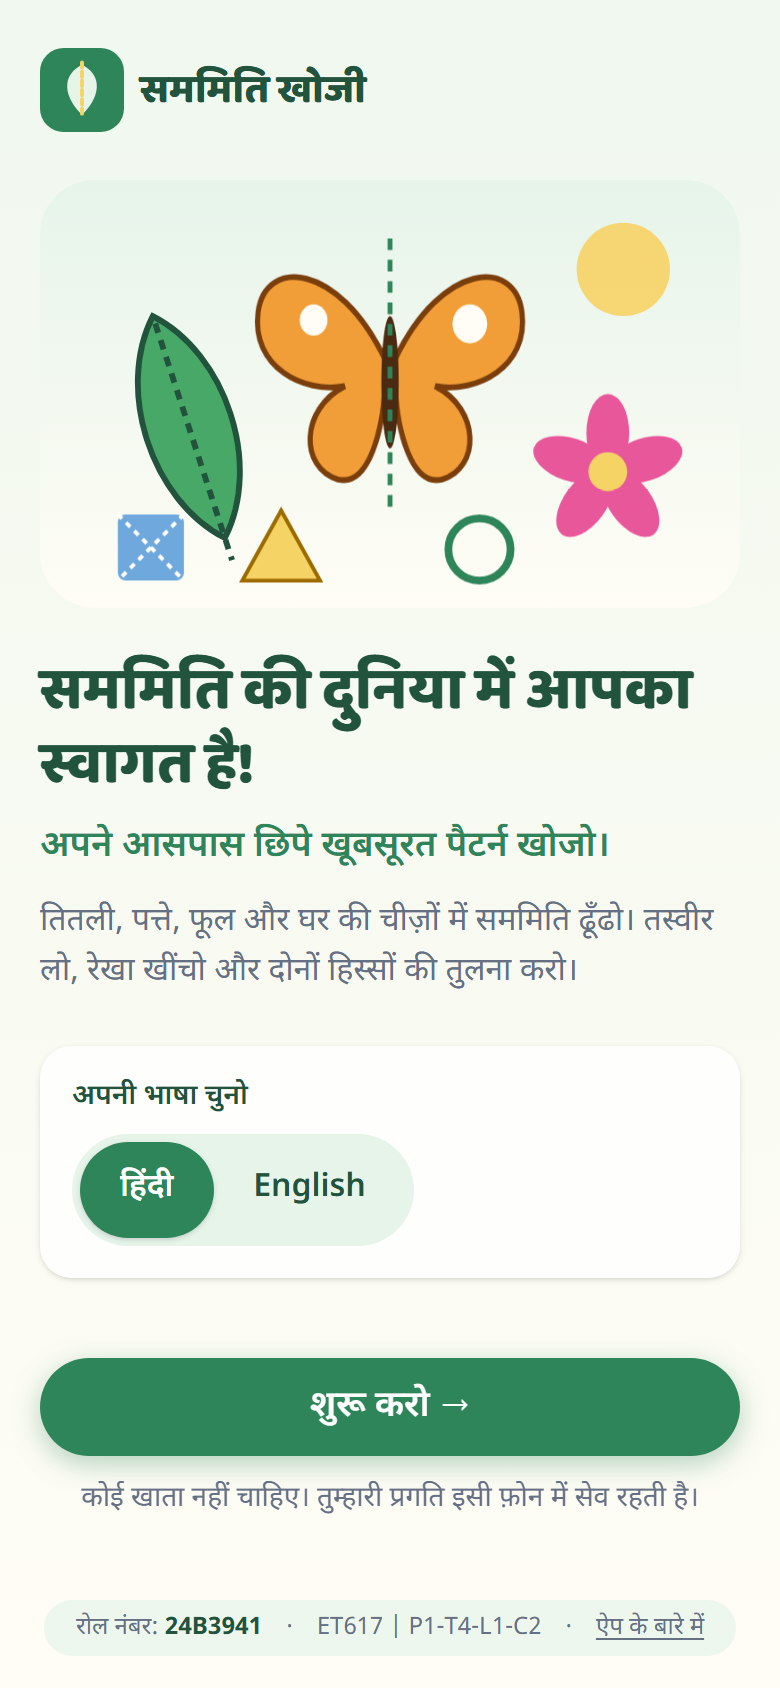 सममिति खोजी
सममिति की दुनिया में आपका
स्वागत है!
अपने आसपास छिपे खूबसूरत पैटर्न खोजो।
तितली, पत्ते, फूल और घर की चीज़ों में सममिति ढूँढो। तस्वीर
लो, रेखा खींचो और दोनों हिस्सों की तुलना करो।
अपनी भाषा चुनो
हिंदी English
शुरू करो →
कोई खाता नहीं चाहिए। तुम्हारी प्रगति इसी फ़ोन में सेव रहती है।
रोल नंबर: 24B3941 · ET617 | P1-T4-L1-C2 · ऐप के बारे में